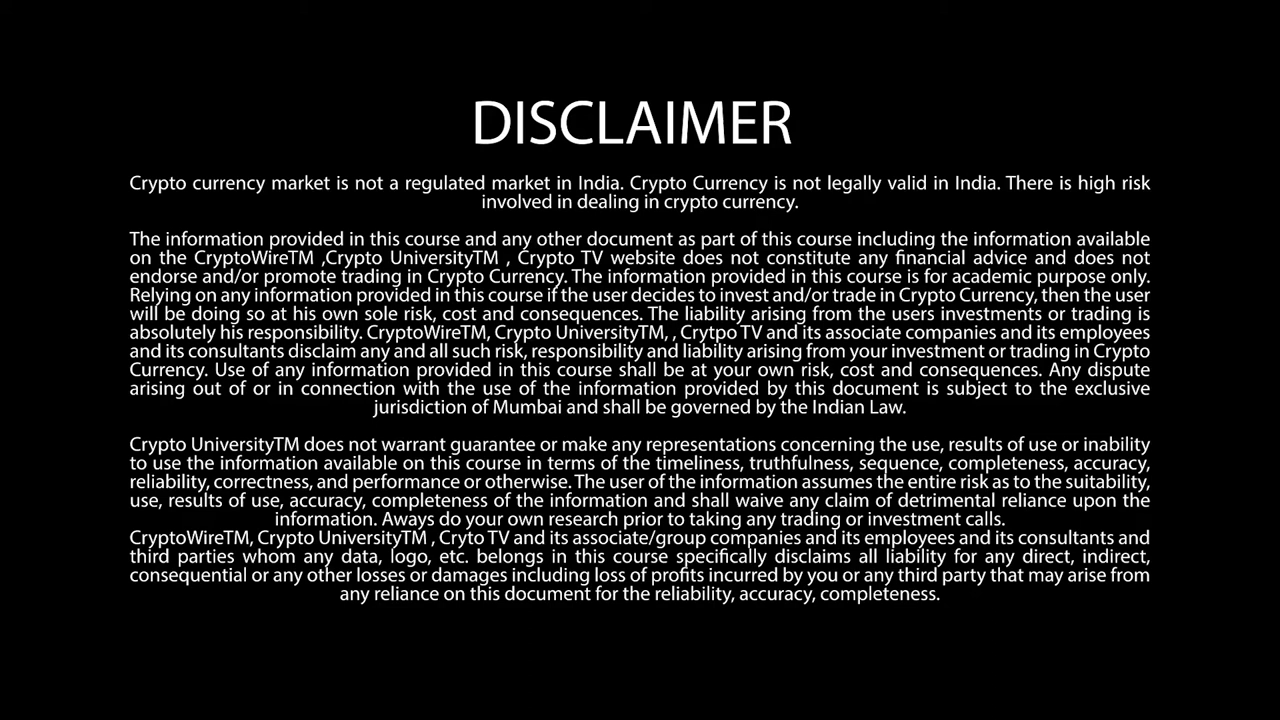 DISCLAIMER
Crypto currency market is not a regulated market in India. Crypto Currency is not legally valid in India. There is high risk
involved in dealing in crypto currency.
The information provided in this course and any other document as part of this course including the information available
on the CryptoWireTM ,Crypto UniversityTM , Crypto TV website does not constitute any financial advice and does not
endorse and/or promote trading in Crypto Currency. The information provided in this course is for academic purpose only.
Relying on any information provided in this course if the user decides to invest and/or trade in Crypto Currency, then the user
will be doing so at his own sole risk, cost and consequences. The liability arising from the users investments or trading is
absolutely his responsibility. CryptoWireTM, Crypto UniversityTM, , Crytpo TV and its associate companies and its employees
and its consultants disclaim any and all such risk, responsibility and liability arising from your investment or trading in Crypto
Currency. Use of any information provided in this course shall be at your own risk, cost and consequences. Any dispute
arising out of or in connection with the use of the information provided by this document is subject to the exclusive
jurisdiction of Mumbai and shall be governed by the Indian Law.
Crypto UniversityTM does not warrant guarantee or make any representations concerning the use, results of use or inability
to use the information available on this course in terms of the timeliness, truthfulness, sequence, completeness, accuracy,
reliability, correctness, and performance or otherwise. The user of the information assumes the entire risk as to the suitability,
use, results of use, accuracy, completeness of the information and shall waive any claim of detrimental reliance upon the
information. Aways do your own research prior to taking any trading or investment calls.
CryptoWireTM, Crypto UniversityTM , Cryto TV and its associate/group companies and its employees and its consultants and
third parties whom any data, logo, etc. belongs in this course specifically disclaims all liability for any direct, indirect,
consequential or any other losses or damages including loss of profits incurred by you or any third party that may arise from
any reliance on this document for the reliability, accuracy, completeness.